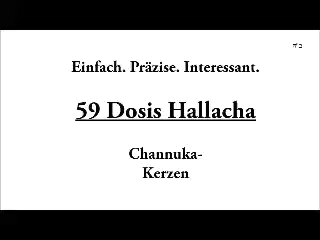 בּ"ה
Einfach. Präzise. Interessant.
59 Dosis Hallacha
Channuka-
Kerzen